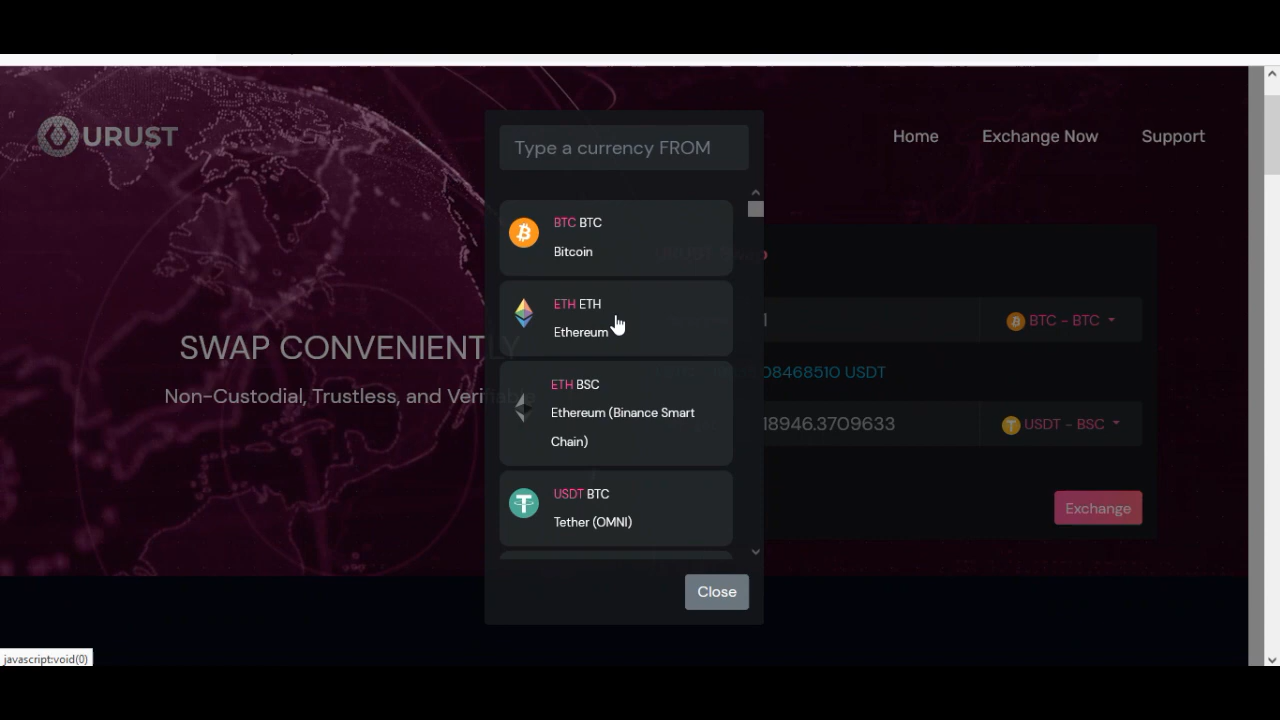 URUST
Home
Exchange Now
Support
Type a currency FROM
BTC BTC
Bitcoin
ETH ETH
Ethereum
ETH BSC
Ethereum (Binance Smart
Chain)
USDT BTC
Tether (OMNI)
Close
SWAP CONVENIENTLY
Non-Custodial, Trustless, and Verifiable
1
BTC - BTC
08468510 USDT
18946.3709633
USDT - BSC
Exchange
javascript:void(0)